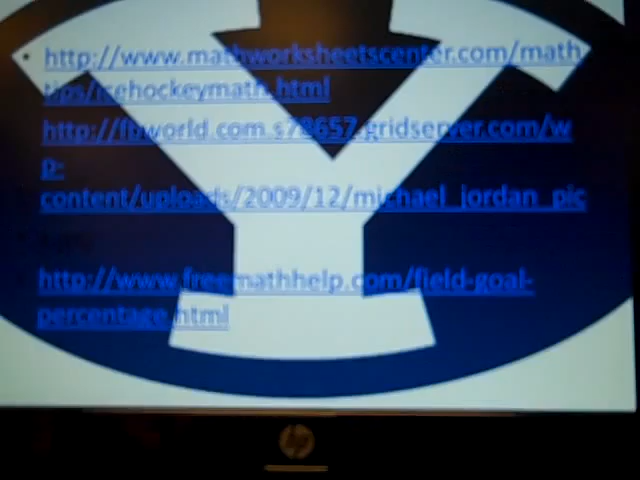 http://www.mathworksheetscenter.com/math
tips/icehockeymath.html
http://fbworld.com.s78657.gridserver.com/w
p-
content/uploads/2009/12/michael_jordan_pic
http://www.freemathhelp.com/field-goal-
percentage.html
hp